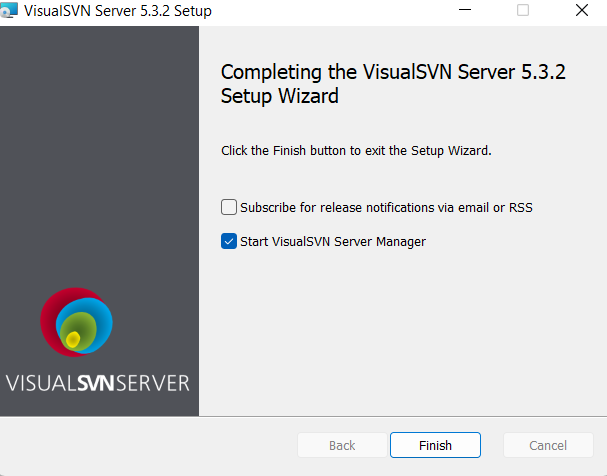 VisualSVN Server 5.3.2 Setup
Completing the VisualSVN Server 5.3.2
Setup Wizard
Click the Finish button to exit the Setup Wizard.
Subscribe for release notifications via email or RSS
Start VisualSVN Server Manager
VISUALSVNSERVER
Back
Finish
Cancel